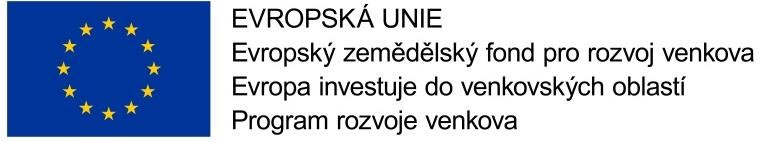 EVROPSKÁ UNIE
Evropský zemědělský fond pro rozvoj venkova
Evropa investuje do venkovských oblastí
Program rozvoje venkova